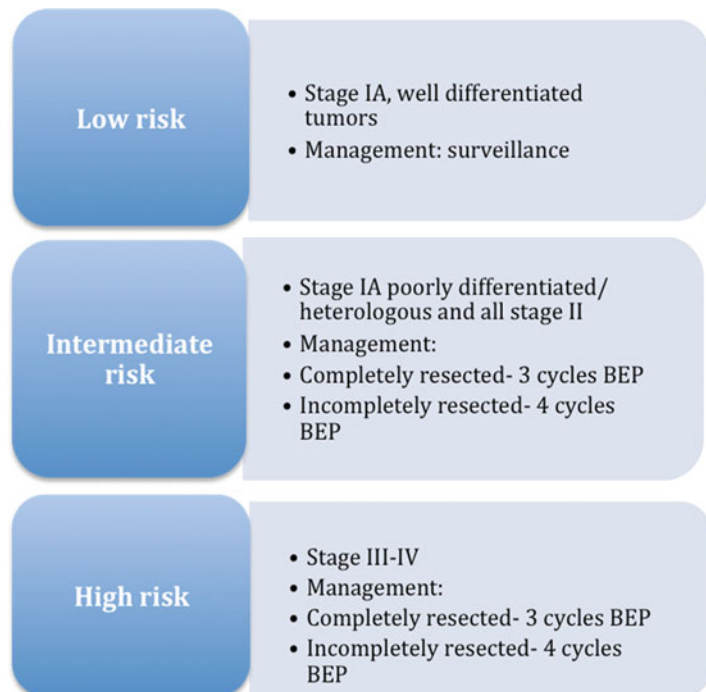 Low risk
• Stage IA, well differentiated
tumors
• Management: surveillance
Intermediate
risk
• Stage IA poorly differentiated/
heterologous and all stage II
• Management:
• Completely resected- 3 cycles BEP
• Incompletely resected- 4 cycles
BEP
High risk
• Stage III-IV
• Management:
• Completely resected- 3 cycles BEP
• Incompletely resected- 4 cycles
BEP